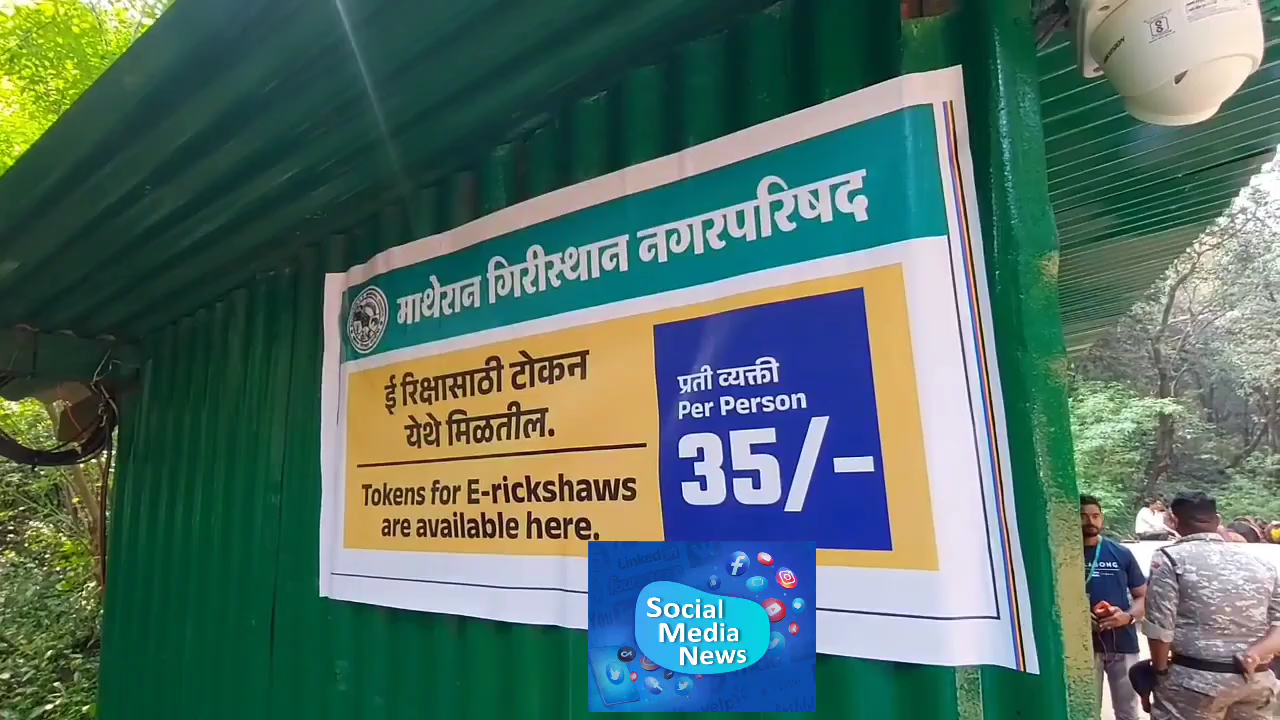 माथेरान गिरीस्थान नगरपरिषद
ई रिक्षासाठी टोकन
येथे मिळतील.
Tokens for E-rickshaws
are available here.
प्रती व्यक्ती
Per Person
35/-
Social
Media
News